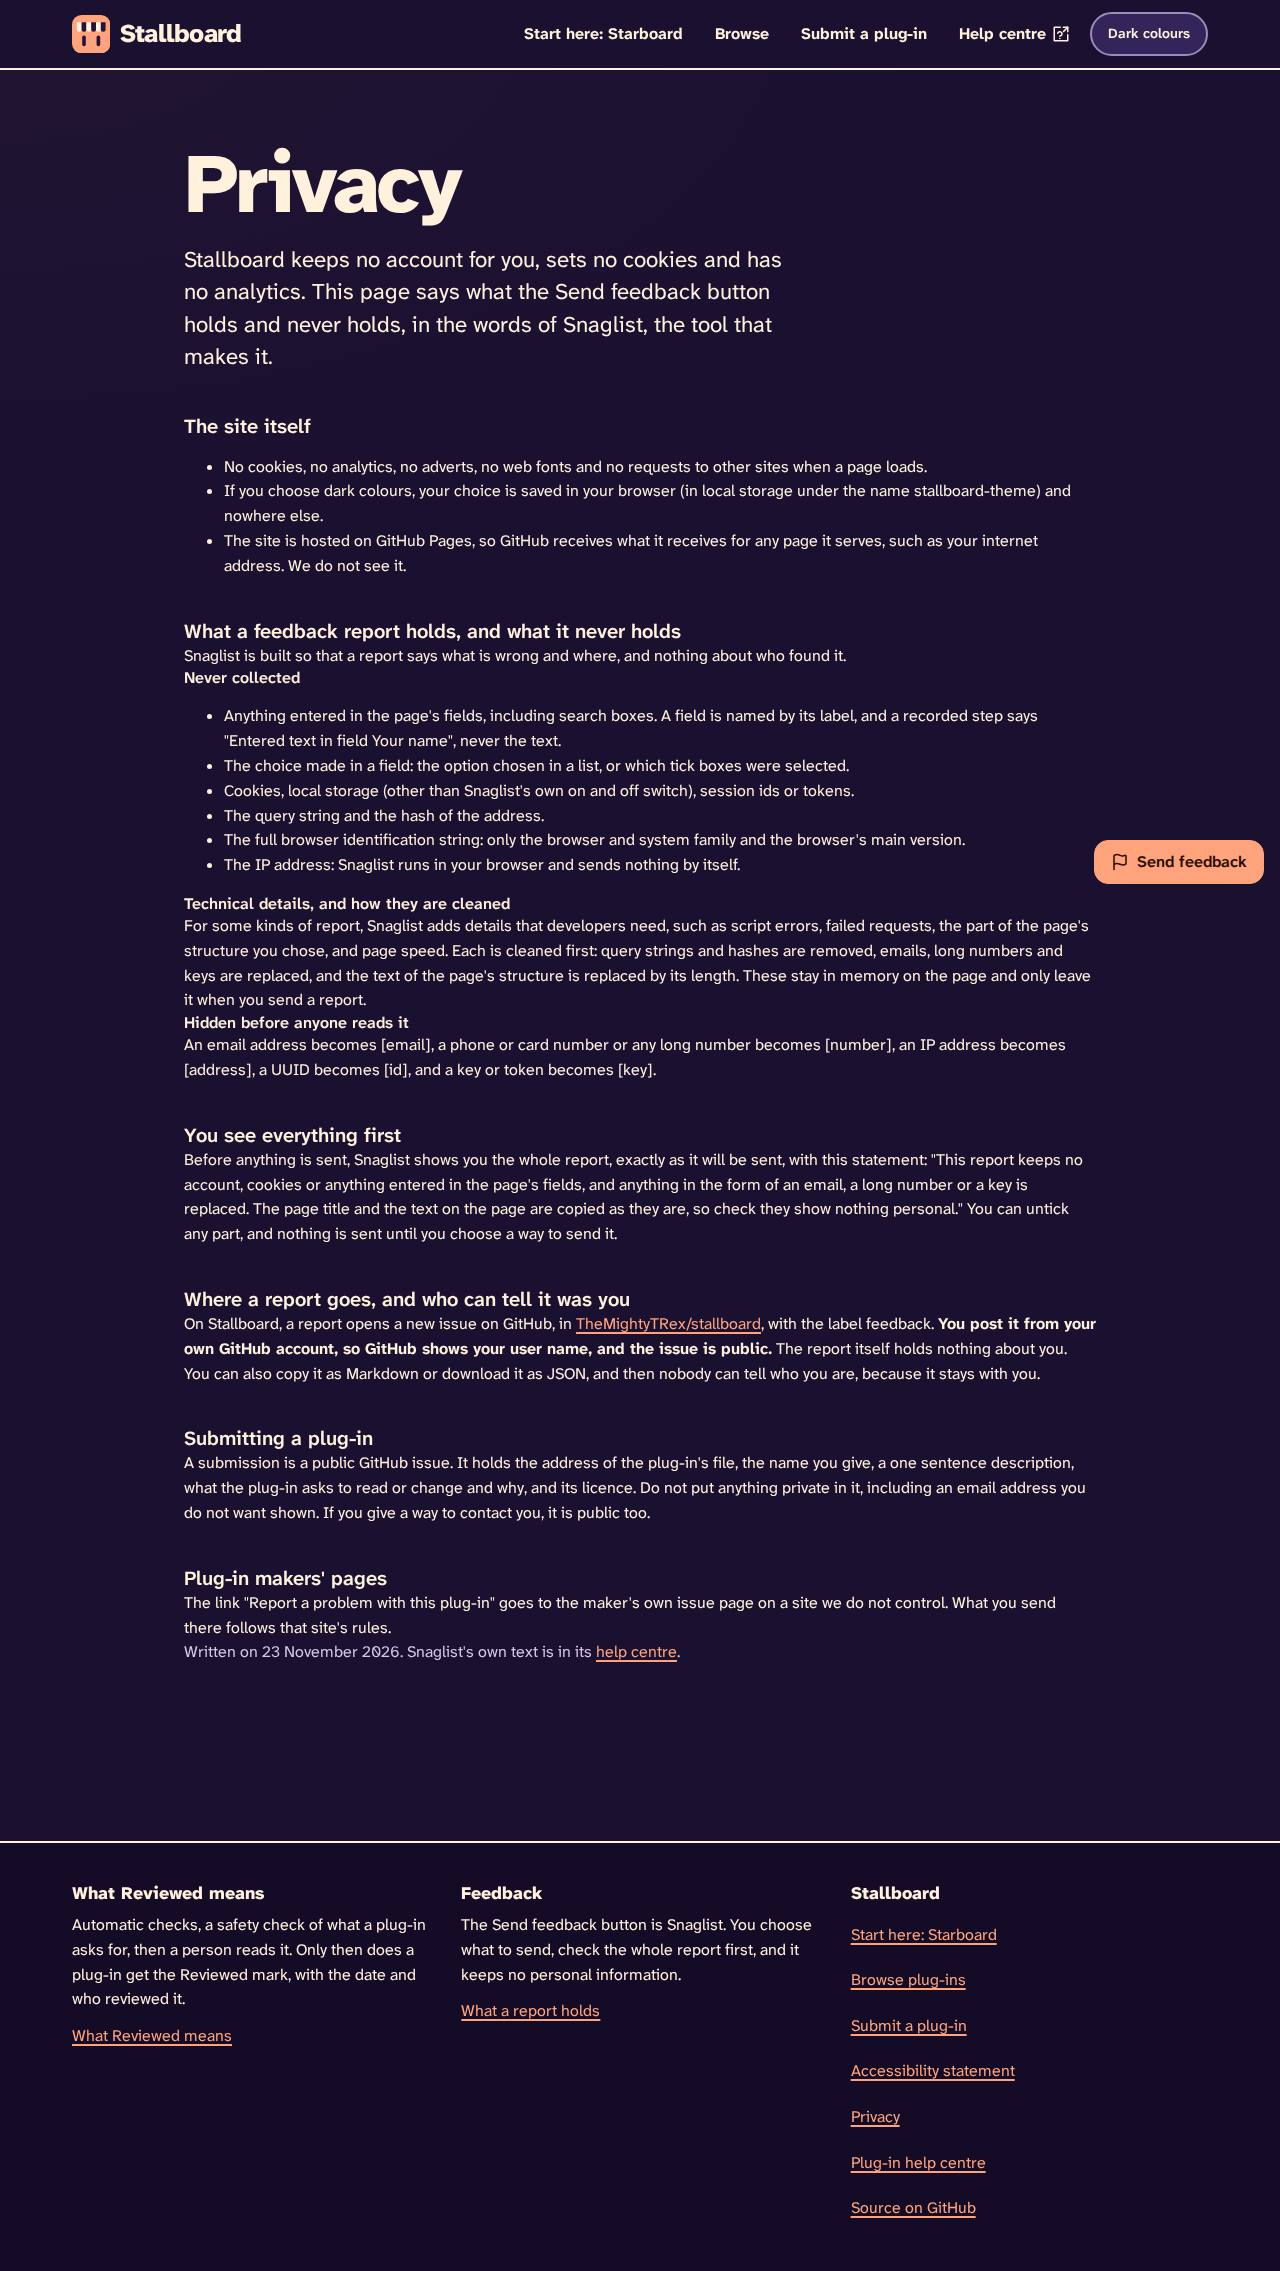 Stallboard
Start here: Starboard
Browse
Submit a plug-in
Help centre
Dark colours
Privacy
Stallboard keeps no account for you, sets no cookies and has
no analytics. This page says what the Send feedback button
holds and never holds, in the words of Snaglist, the tool that
makes it.
The site itself
• No cookies, no analytics, no adverts, no web fonts and no requests to other sites when a page loads.
• If you choose dark colours, your choice is saved in your browser (in local storage under the name stallboard-theme) and
nowhere else.
• The site is hosted on GitHub Pages, so GitHub receives what it receives for any page it serves, such as your internet
address. We do not see it.
What a feedback report holds, and what it never holds
Snaglist is built so that a report says what is wrong and where, and nothing about who found it.
Never collected
• Anything entered in the page's fields, including search boxes. A field is named by its label, and a recorded step says
"Entered text in field Your name", never the text.
• The choice made in a field: the option chosen in a list, or which tick boxes were selected.
• Cookies, local storage (other than Snaglist's own on and off switch), session ids or tokens.
• The query string and the hash of the address.
• The full browser identification string: only the browser and system family and the browser's main version.
• The IP address: Snaglist runs in your browser and sends nothing by itself.
Send feedback
Technical details, and how they are cleaned
For some kinds of report, Snaglist adds details that developers need, such as script errors, failed requests, the part of the page's
structure you chose, and page speed. Each is cleaned first: query strings and hashes are removed, emails, long numbers and
keys are replaced, and the text of the page's structure is replaced by its length. These stay in memory on the page and only leave
it when you send a report.
Hidden before anyone reads it
An email address becomes [email], a phone or card number or any long number becomes [number], an IP address becomes
[address], a UUID becomes [id], and a key or token becomes [key].
You see everything first
Before anything is sent, Snaglist shows you the whole report, exactly as it will be sent, with this statement: "This report keeps no
account, cookies or anything entered in the page's fields, and anything in the form of an email, a long number or a key is
replaced. The page title and the text on the page are copied as they are, so check they show nothing personal." You can untick
any part, and nothing is sent until you choose a way to send it.
Where a report goes, and who can tell it was you
On Stallboard, a report opens a new issue on GitHub, in TheMightyTRex/stallboard, with the label feedback. You post it from your
own GitHub account, so GitHub shows your user name, and the issue is public. The report itself holds nothing about you.
You can also copy it as Markdown or download it as JSON, and then nobody can tell who you are, because it stays with you.
Submitting a plug-in
A submission is a public GitHub issue. It holds the address of the plug-in's file, the name you give, a one sentence description,
what the plug-in asks to read or change and why, and its licence. Do not put anything private in it, including an email address you
do not want shown. If you give a way to contact you, it is public too.
Plug-in makers' pages
The link "Report a problem with this plug-in" goes to the maker's own issue page on a site we do not control. What you send
there follows that site's rules.
Written on 23 November 2026. Snaglist's own text is in its help centre.
What Reviewed means
Automatic checks, a safety check of what a plug-in
asks for, then a person reads it. Only then does a
plug-in get the Reviewed mark, with the date and
who reviewed it.
What Reviewed means
Feedback
The Send feedback button is Snaglist. You choose
what to send, check the whole report first, and it
keeps no personal information.
What a report holds
Stallboard
Start here: Starboard
Browse plug-ins
Submit a plug-in
Accessibility statement
Privacy
Plug-in help centre
Source on GitHub